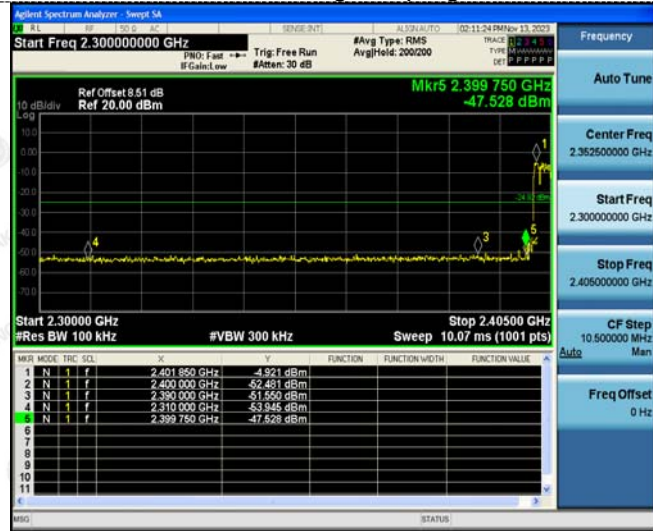 Agilent Spectrum Analyzer - Swept SA
RL RF 50 Ω AC SENSE:INT ALIGN AUTO 02:11:24 PM Nov 13, 2023
Start Freq 2.300000000 GHz
PNO: Fast Trig: Free Run #Avg Type: RMS TRACE 1 2 3 4 5 6
IFGain:Low #Atten: 30 dB Avg|Hold: 200/200 TYPE
DET P P P P P P
Mkr5 2.399 750 GHz
-47.528 dBm
Ref Offset 8.51 dB
10 dB/div Ref 20.00 dBm
Log
10.0
0.00
-10.0
-20.0
-30.0
-40.0
-50.0
-60.0
-70.0
1
5
3
4
2
Start 2.30000 GHz Stop 2.40500 GHz
#Res BW 100 kHz #VBW 300 kHz Sweep 10.07 ms (1001 pts)
MKR MODE TRC SCL X Y FUNCTION FUNCTION WIDTH FUNCTION VALUE
1 N 1 f 2.401 850 GHz -4.921 dBm
2 N 1 f 2.400 000 GHz -52.481 dBm
3 N 1 f 2.390 000 GHz -51.550 dBm
4 N 1 f 2.310 000 GHz -53.945 dBm
5 N 1 f 2.399 750 GHz -47.528 dBm
6
7
8
9
10
11
MSG STATUS
Frequency
Auto Tune
Center Freq
2.352500000 GHz
Start Freq
2.300000000 GHz
Stop Freq
2.405000000 GHz
CF Step
10.500000 MHz
Auto Man
Freq Offset
0 Hz